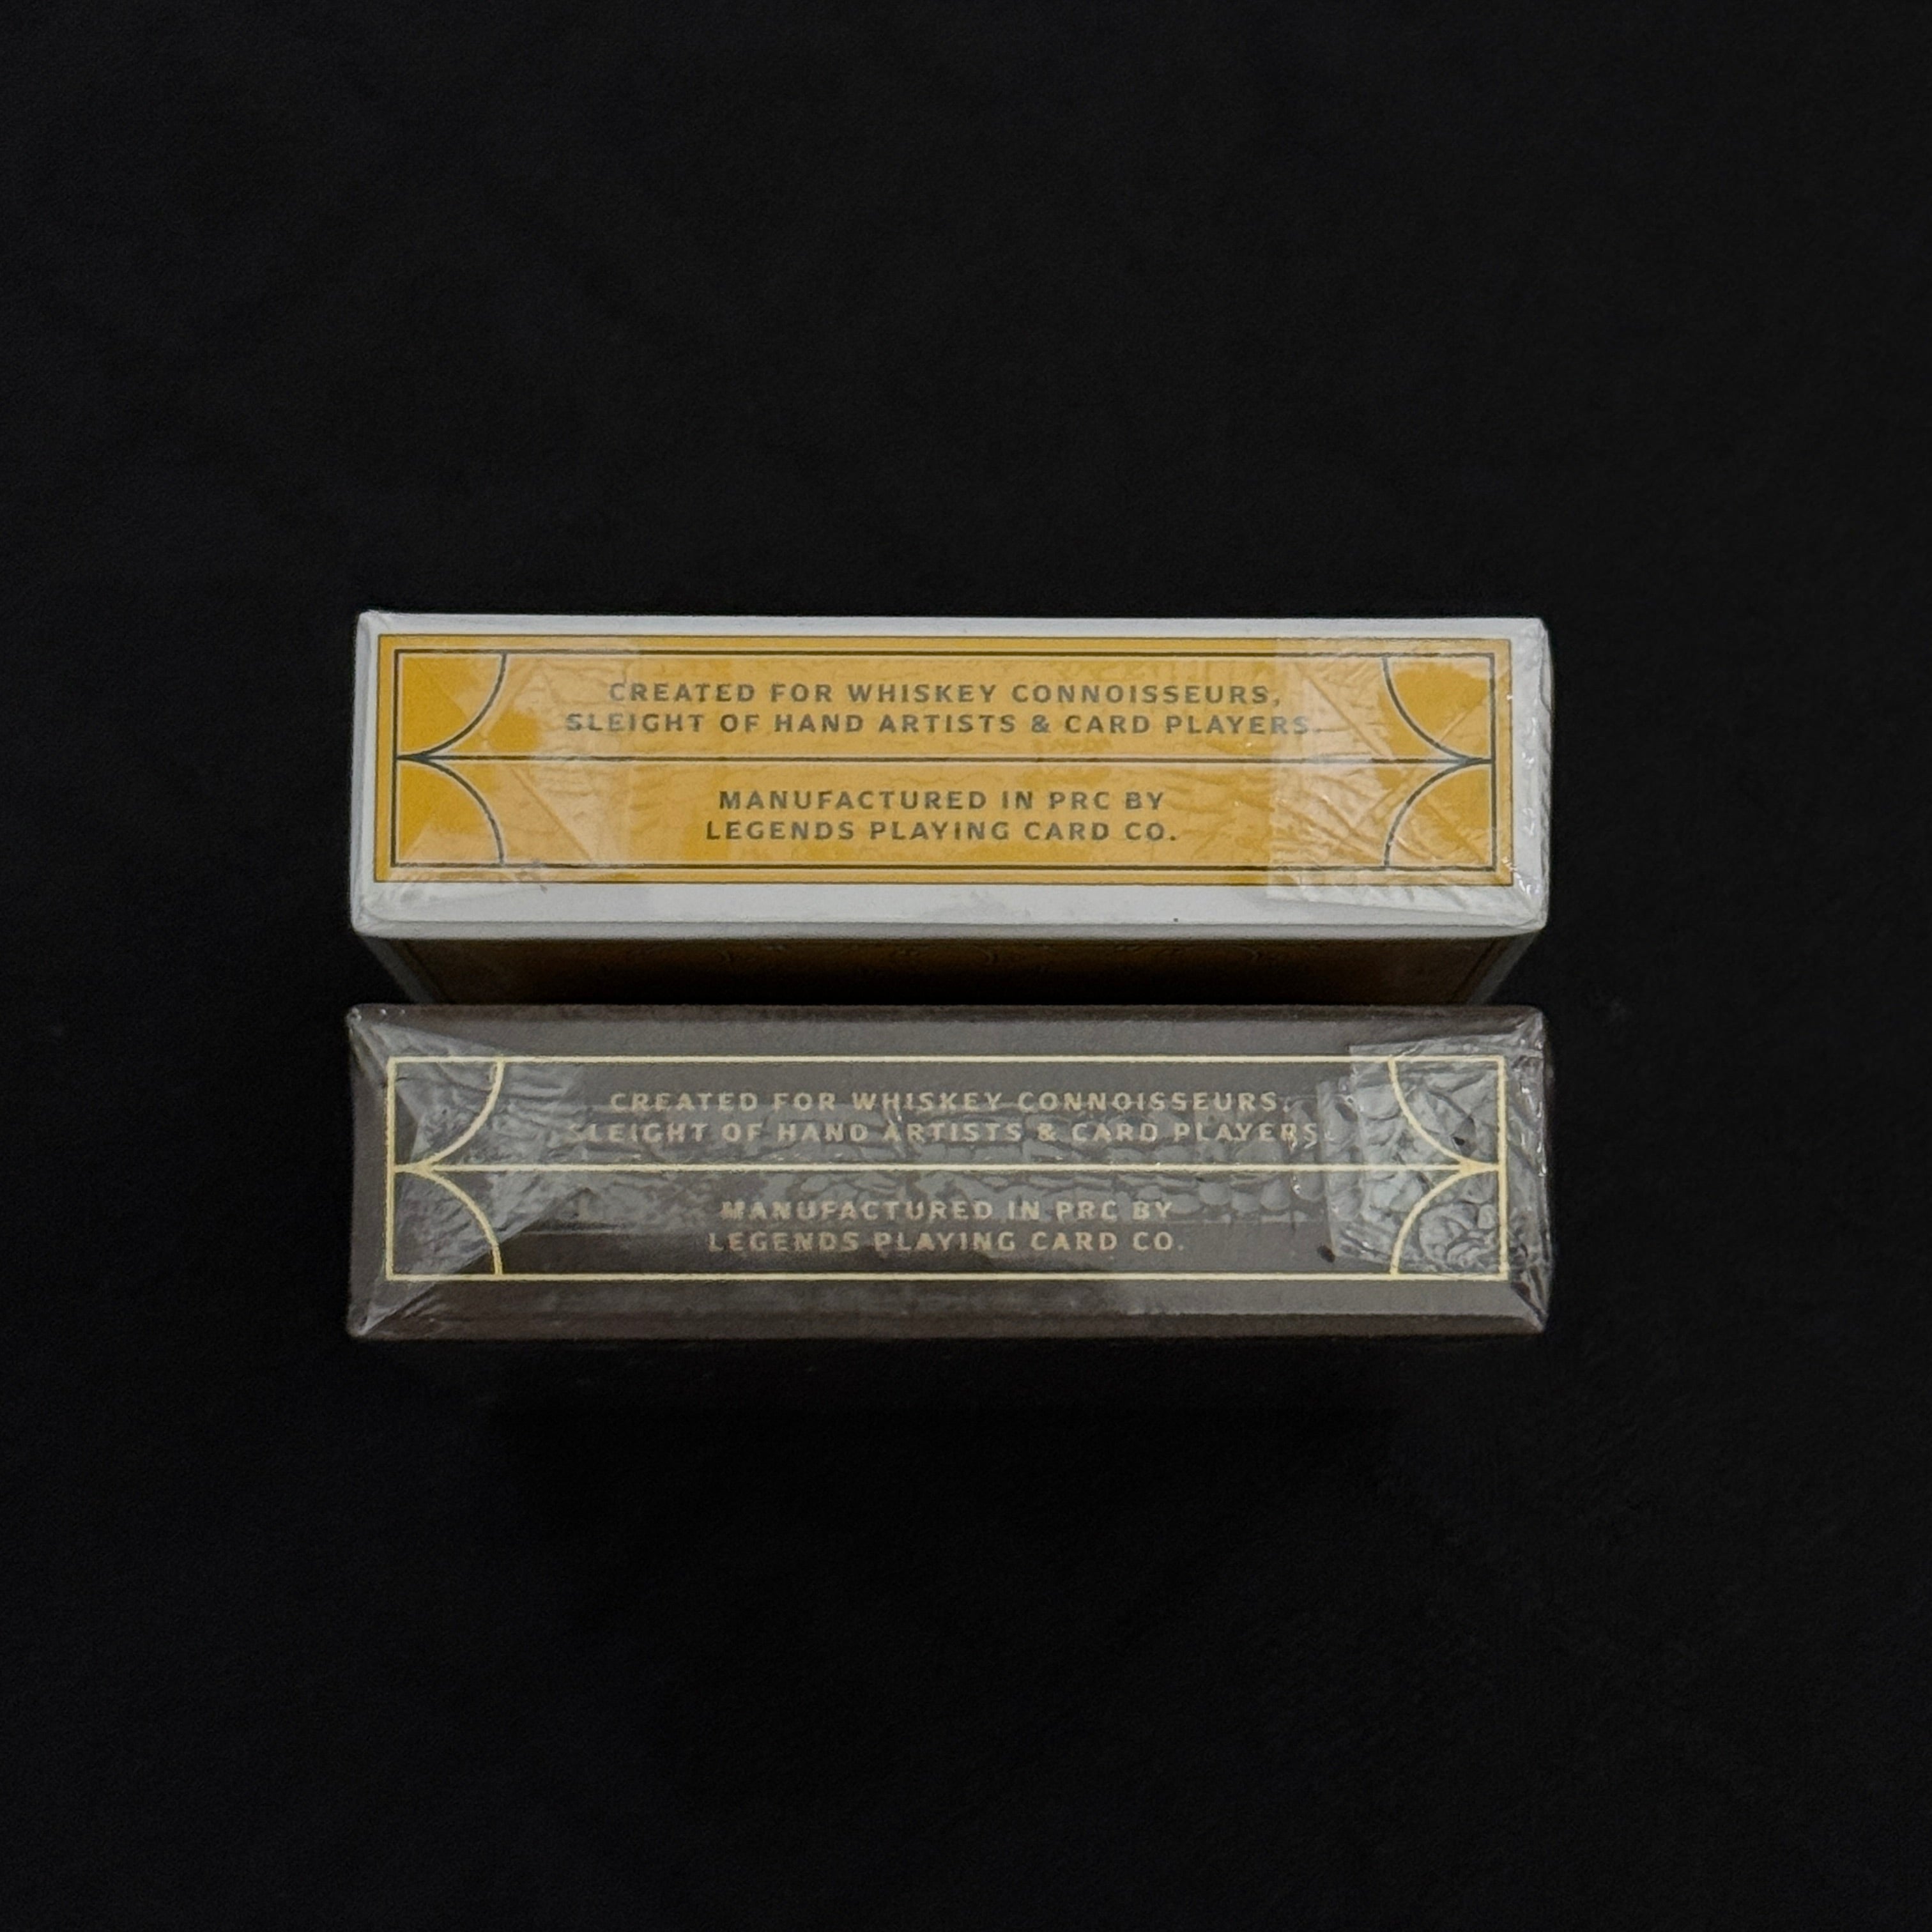 CREATED FOR WHISKEY CONNOISSEURS,
SLEIGHT OF HAND ARTISTS & CARD PLAYERS.
MANUFACTURED IN PRC BY
LEGENDS PLAYING CARD CO.
CREATED FOR WHISKEY CONNOISSEURS,
SLEIGHT OF HAND ARTISTS & CARD PLAYERS.
MANUFACTURED IN PRC BY
LEGENDS PLAYING CARD CO.